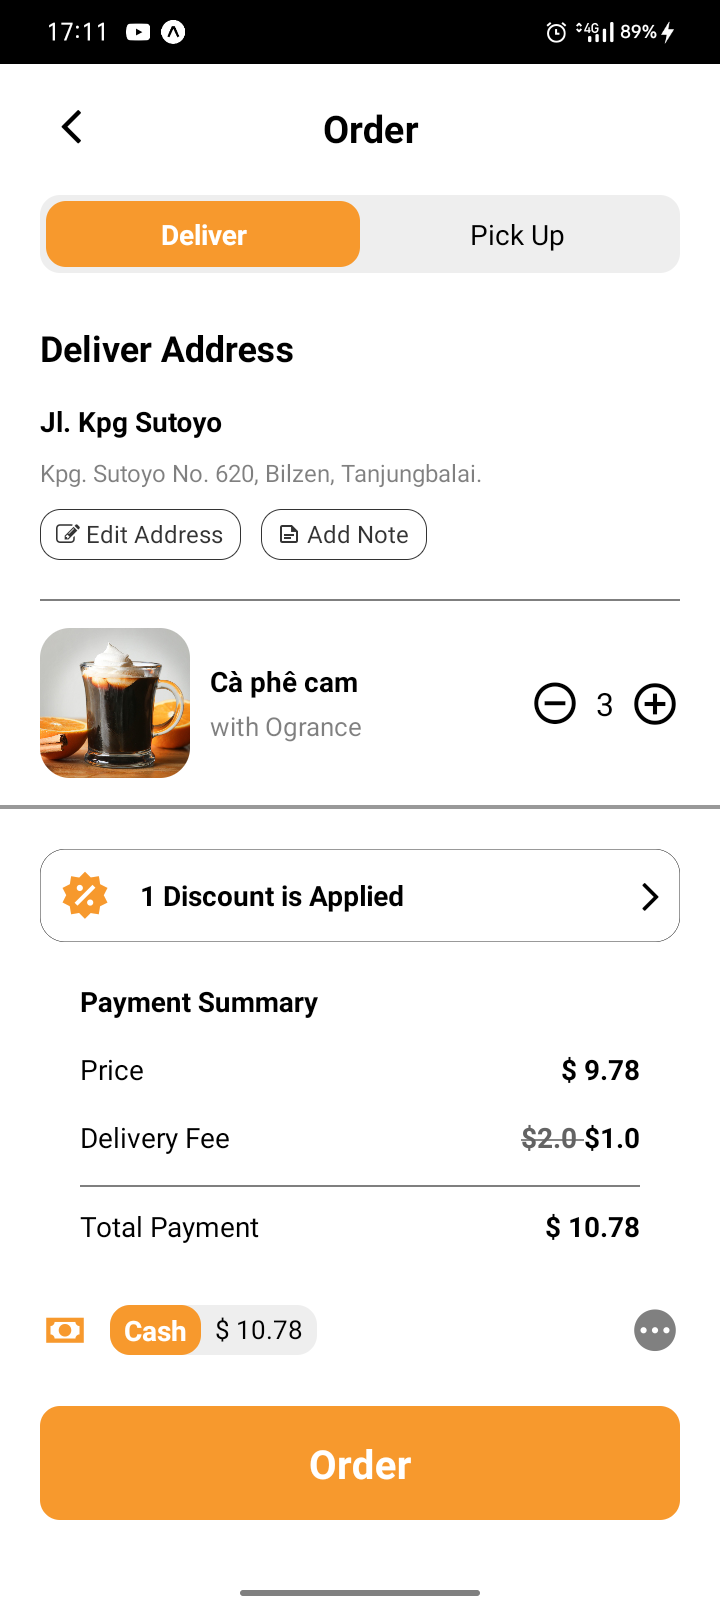 17:11 4G 89%
Order
Deliver Pick Up
Deliver Address
Jl. Kpg Sutoyo
Kpg. Sutoyo No. 620, Bilzen, Tanjungbalai.
Edit Address Add Note
Cà phê cam
with Ogrance
3
1 Discount is Applied
Payment Summary
Price $ 9.78
Delivery Fee $2.0 $1.0
Total Payment $ 10.78
Cash $ 10.78
Order